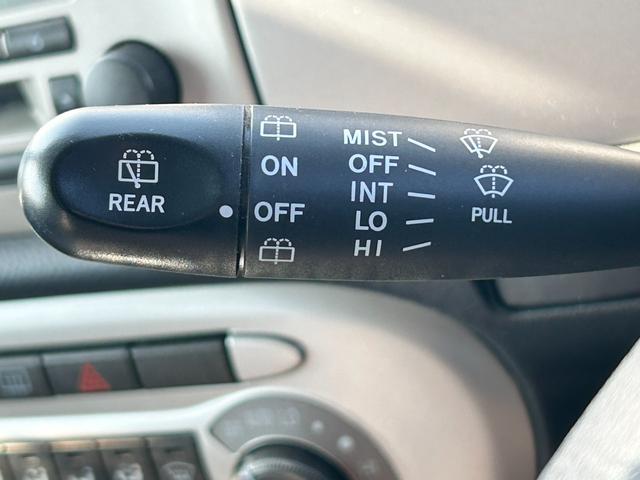 REAR
ON
OFF
MIST
OFF
INT
LO
HI
PULL